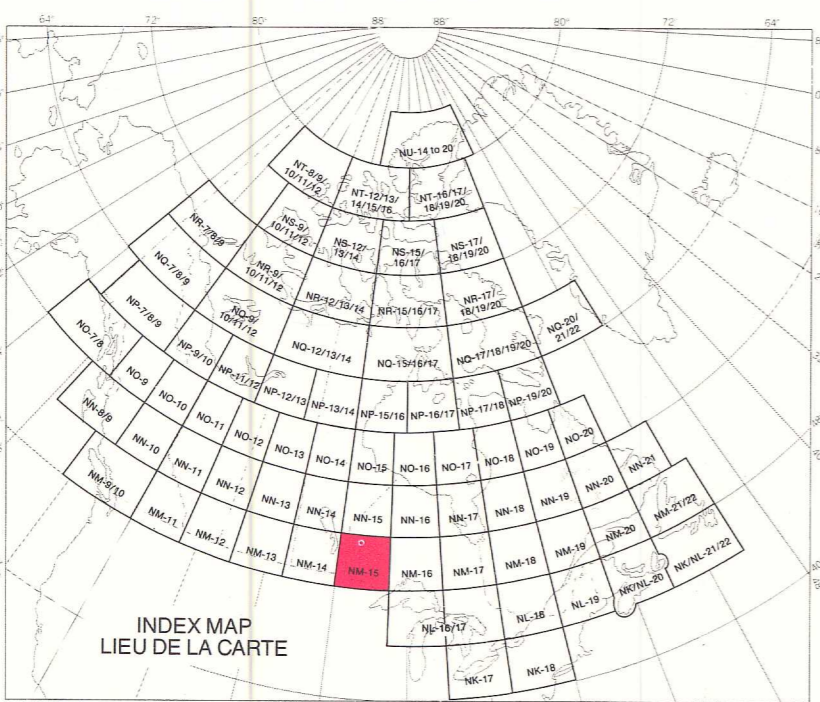 64°
72°
80°
88°
88°
80°
72°
64°
NU-14 to 20
NT-8/9/
10/11/12
NT-12/13/
14/15/16
NT-16/17/
18/19/20
NS-9/
10/11/12
NS-12/
13/14
NS-15/
16/17
NS-17/
18/19/20
NR-7/8/9
NR-9/
10/11/12
NR-12/13/14
NR-15/16/17
NR-17/
18/19/20
NQ-7/8/9
NQ-9/
10/11/12
NQ-12/13/14
NQ-15/16/17
NQ-17/18/19/20
NQ-20/
21/22
NP-7/8/9
NP-9/10
NP-11/12
NP-12/13
NP-13/14
NP-15/16
NP-16/17
NP-17/18
NP-19/20
NO-7/8
NO-9
NO-10
NO-11
NO-12
NO-13
NO-14
NO-15
NO-16
NO-17
NO-18
NO-19
NO-20
NN-8/9
NN-10
NN-11
NN-12
NN-13
NN-14
NN-15
NN-16
NN-17
NN-18
NN-19
NN-20
NN-21
NM-9/10
NM-11
NM-12
NM-13
NM-14
NM-15
NM-16
NM-17
NM-18
NM-19
NM-20
NM-21/22
NL-16/17
NL-18
NL-19
NK/NL-20
NK/NL-21/22
NK-17
NK-18
INDEX MAP
LIEU DE LA CARTE